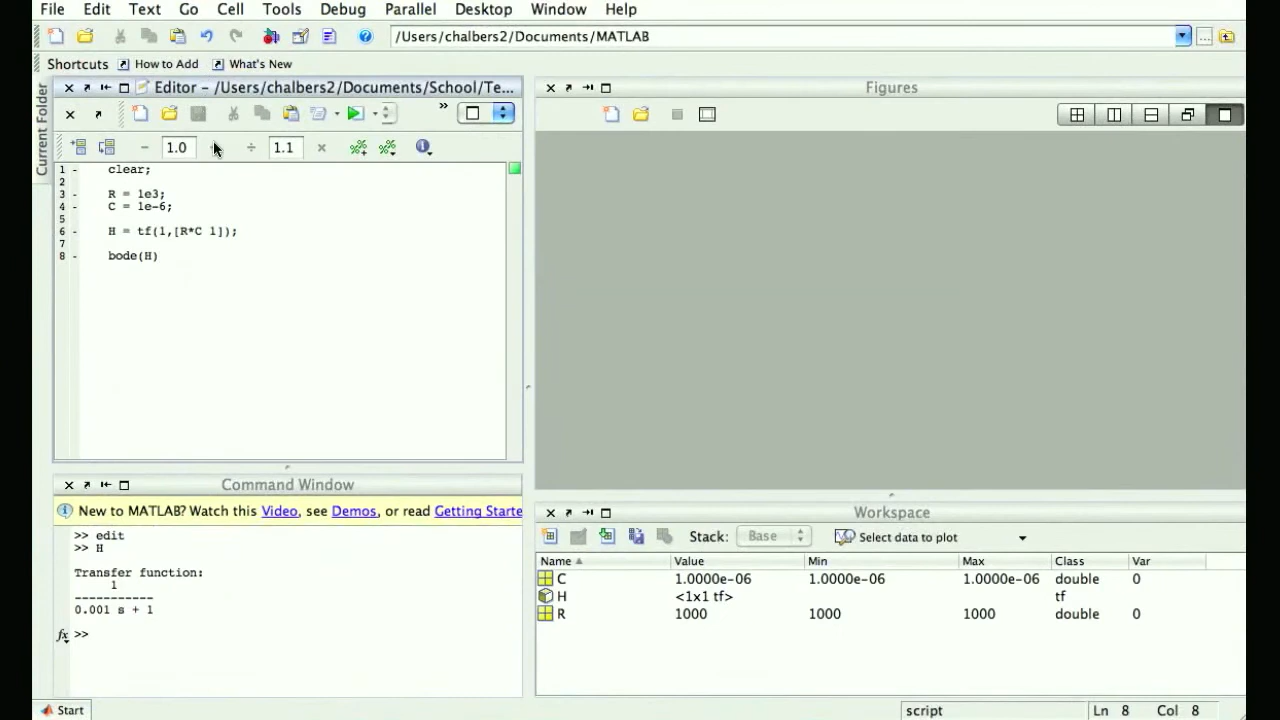 File Edit Text Go Cell Tools Debug Parallel Desktop Window Help
/Users/chalbers2/Documents/MATLAB ...
Shortcuts How to Add What's New
Current Folder
Editor - /Users/chalbers2/Documents/School/Te...
Figures
»
− 1.0 + ÷ 1.1 ×
1 - clear;
2
3 - R = 1e3;
4 - C = 1e-6;
5
6 - H = tf(1,[R*C 1]);
7
8 - bode(H)
Command Window
New to MATLAB? Watch this Video, see Demos, or read Getting Starte
>> edit
>> H
Transfer function:
1
-----------
0.001 s + 1
fx >>
Workspace
Stack: Base Select data to plot
Name Value Min Max Class Var
C 1.0000e-06 1.0000e-06 1.0000e-06 double 0
H <1x1 tf> tf
R 1000 1000 1000 double 0
Start script Ln 8 Col 8